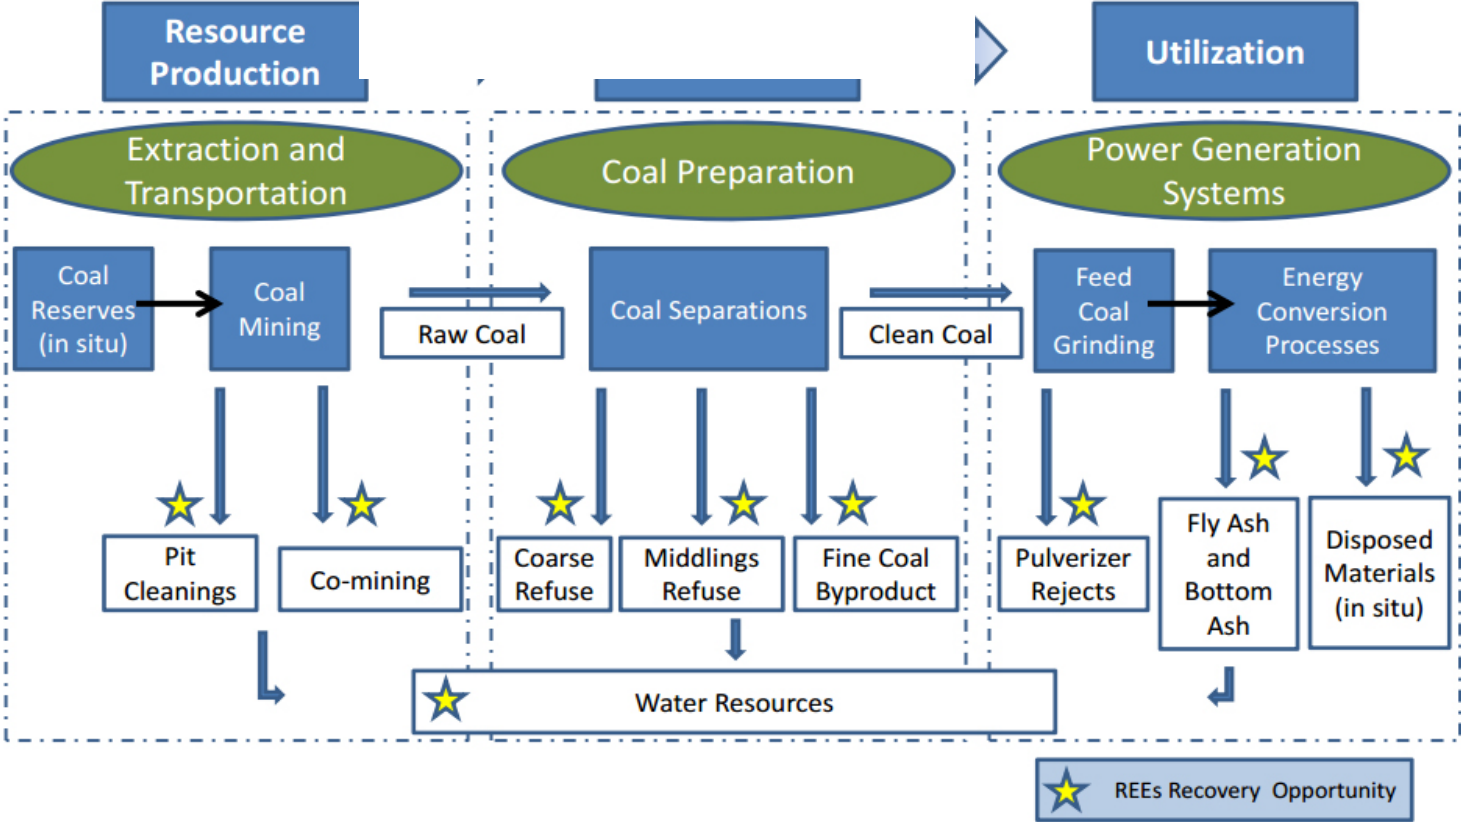 Resource
Production
Utilization
Extraction and
Transportation
Coal Preparation
Power Generation
Systems
Coal
Reserves
(in situ)
Coal
Mining
Raw Coal
Coal Separations
Clean Coal
Feed
Coal
Grinding
Energy
Conversion
Processes
Pit
Cleanings
Co-mining
Coarse
Refuse
Middlings
Refuse
Fine Coal
Byproduct
Pulverizer
Rejects
Fly Ash
and
Bottom
Ash
Disposed
Materials
(in situ)
Water Resources
REEs Recovery Opportunity